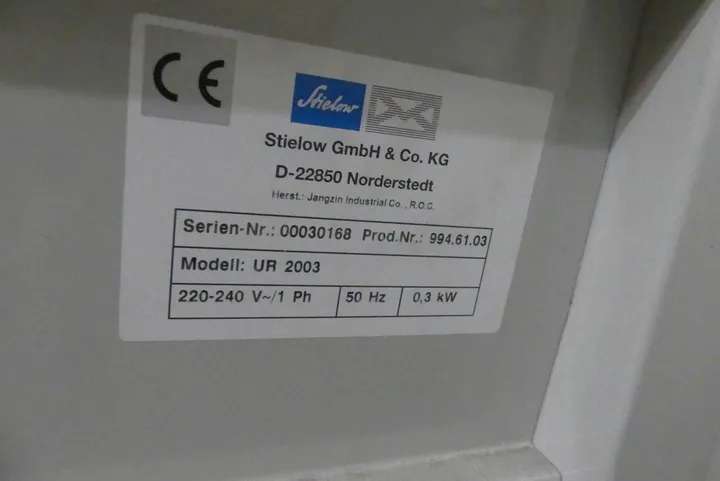 CE
Stielow
Stielow GmbH & Co. KG
D-22850 Norderstedt
Herst.: Jangzin Industrial Co., R.O.C.
Serien-Nr.: 00030168 Prod.Nr.: 994.61.03
Modell: UR 2003
220-240 V~/1 Ph 50 Hz 0,3 kW